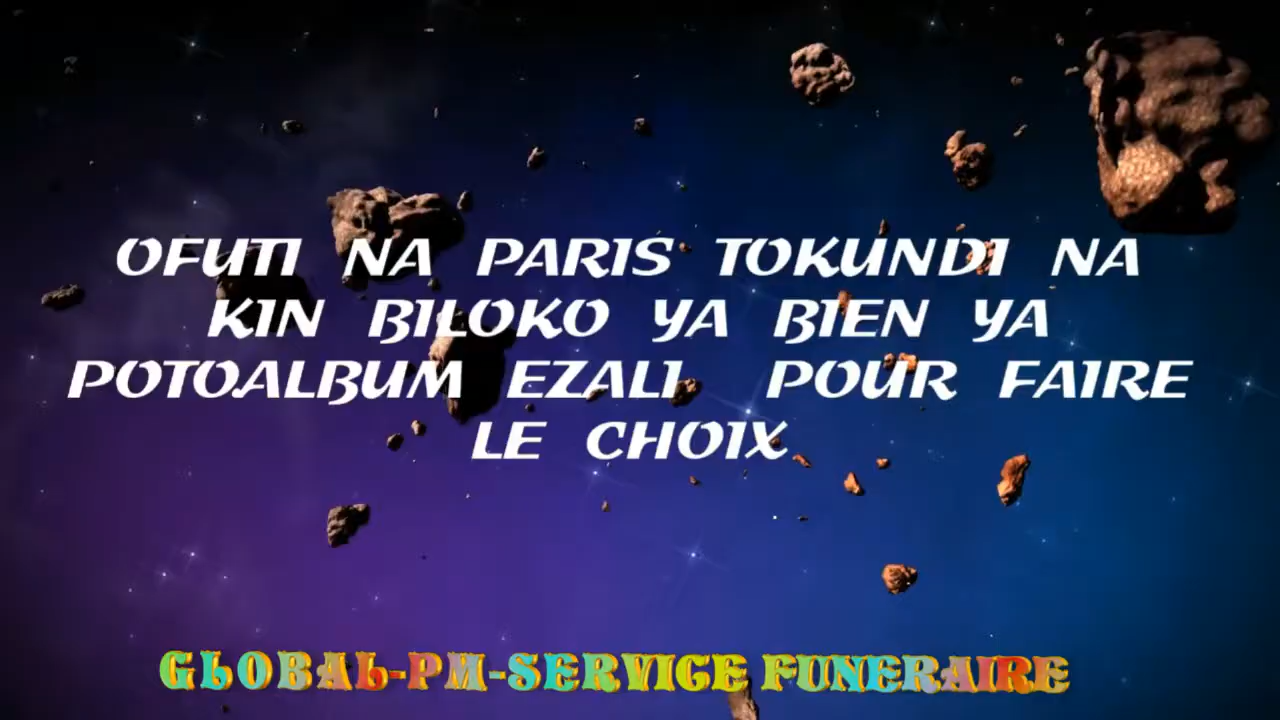 OFUTI NA PARIS TOKUNDI NA
KIN BILOKO YA BIEN YA
POTOALBUM EZALI POUR FAIRE
LE CHOIX
GLOBAL-PM-SERVICE FUNERAIRE